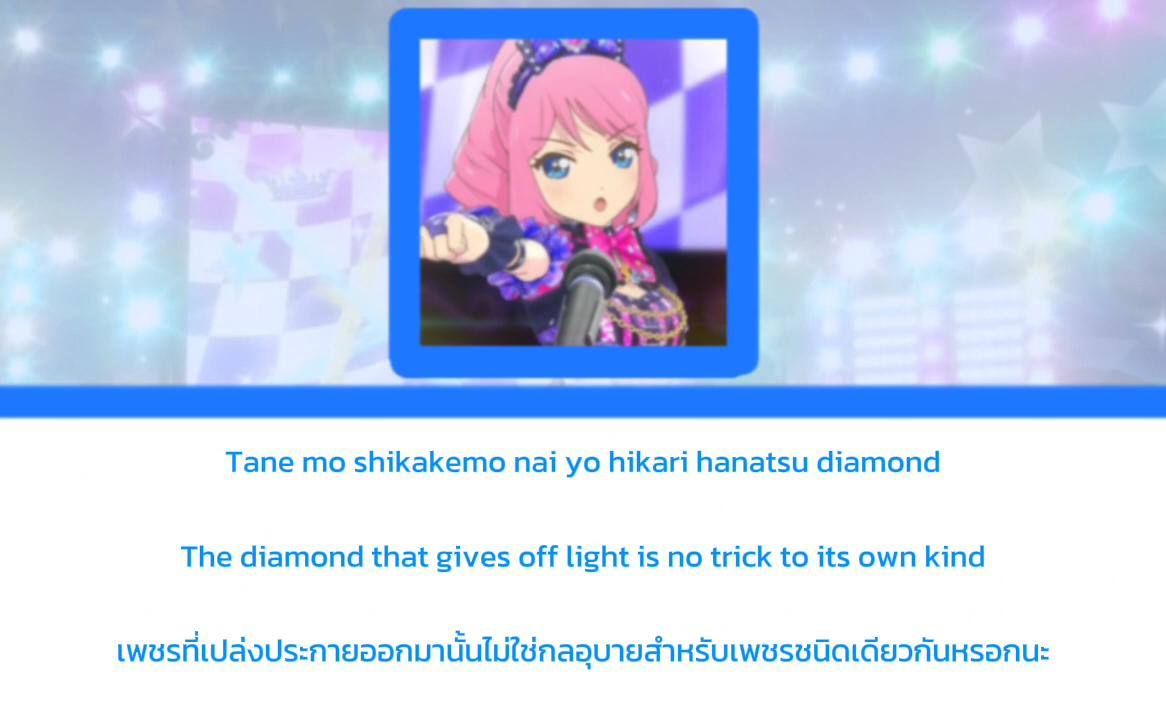 Tane mo shikakemo nai yo hikari hanatsu diamond
The diamond that gives off light is no trick to its own kind
เพชรที่เปล่งประกายออกมานั้นไม่ใช่กลอุบายสำหรับเพชรชนิดเดียวกันหรอกนะ